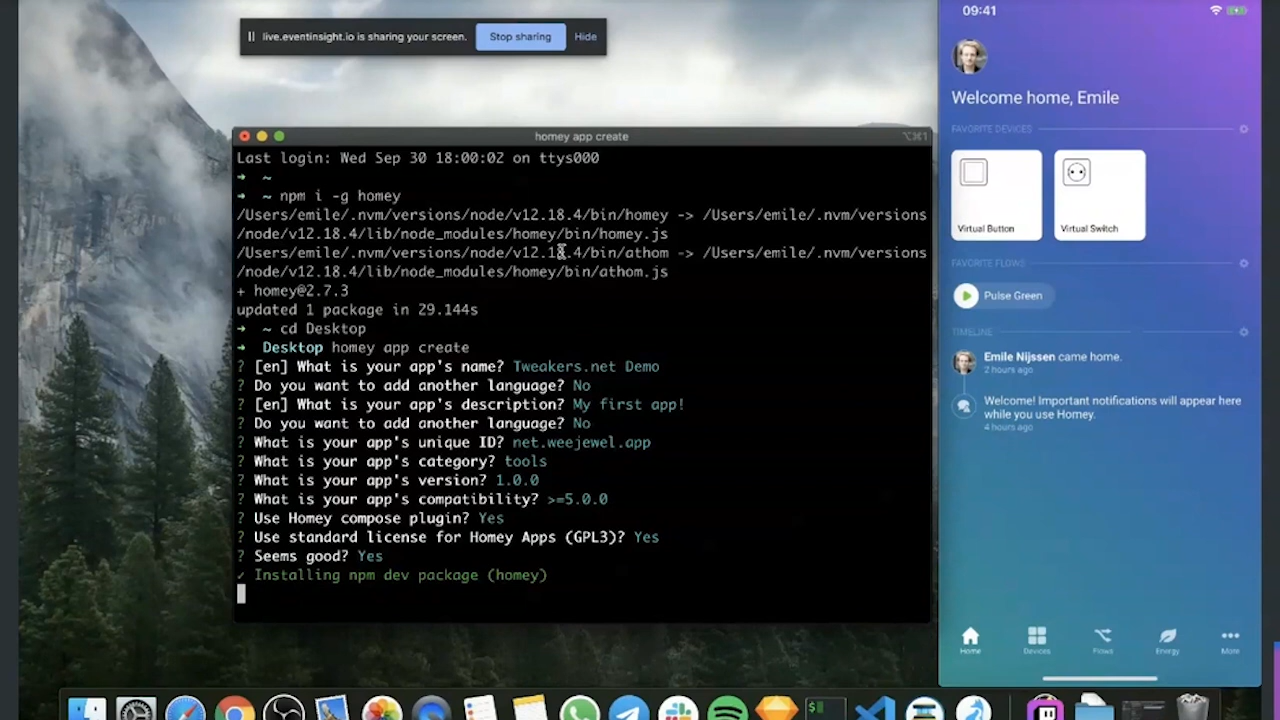 live.eventinsight.io is sharing your screen.
Stop sharing
Hide
homey app create
⌥⌘1
Last login: Wed Sep 30 18:00:02 on ttys000
➜ ~
➜ ~ npm i -g homey
/Users/emile/.nvm/versions/node/v12.18.4/bin/homey -> /Users/emile/.nvm/versions
/node/v12.18.4/lib/node_modules/homey/bin/homey.js
/Users/emile/.nvm/versions/node/v12.18.4/bin/athom -> /Users/emile/.nvm/versions
/node/v12.18.4/lib/node_modules/homey/bin/athom.js
+ homey@2.7.3
updated 1 package in 29.144s
➜ ~ cd Desktop
➜ Desktop homey app create
? [en] What is your app's name? Tweakers.net Demo
? Do you want to add another language? No
? [en] What is your app's description? My first app!
? Do you want to add another language? No
? What is your app's unique ID? net.weejewel.app
? What is your app's category? tools
? What is your app's version? 1.0.0
? What is your app's compatibility? >=5.0.0
? Use Homey compose plugin? Yes
? Use standard license for Homey Apps (GPL3)? Yes
? Seems good? Yes
✓ Installing npm dev package (homey)
09:41
Welcome home, Emile
FAVORITE DEVICES
Virtual Button
Virtual Switch
FAVORITE FLOWS
Pulse Green
TIMELINE
Emile Nijssen came home.
2 hours ago
Welcome! Important notifications will appear here
while you use Homey.
4 hours ago
Home
Devices
Flows
Energy
More